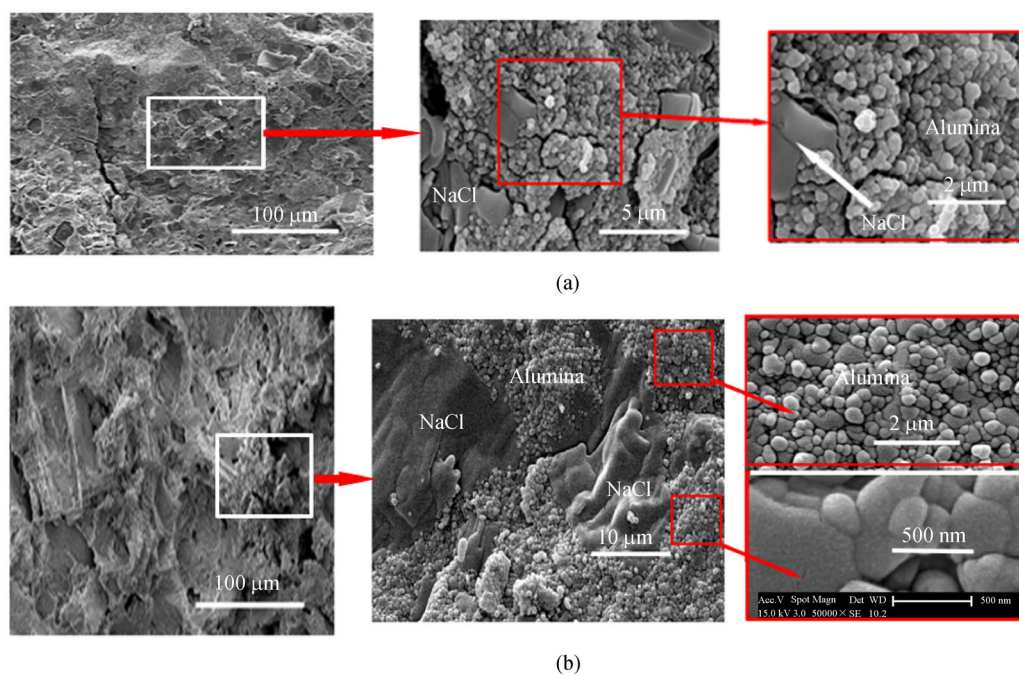 100 μm
NaCl
5 μm
Alumina
2 μm
NaCl
(a)
100 μm
Alumina
NaCl
NaCl
10 μm
Alumina
2 μm
500 nm
Acc.V Spot Magn Det WD
15.0 kV 3.0 50000× SE 10.2
500 nm
(b)